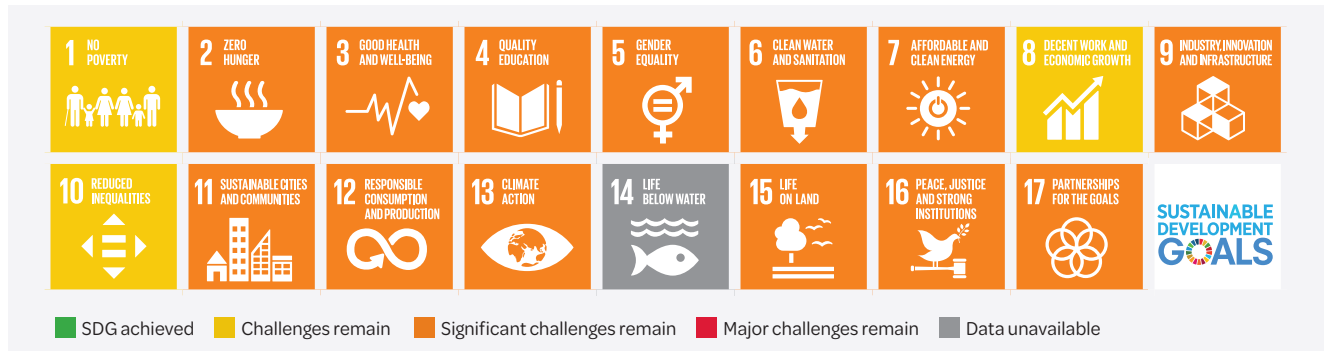 1 NO POVERTY
2 ZERO HUNGER
3 GOOD HEALTH AND WELL-BEING
4 QUALITY EDUCATION
5 GENDER EQUALITY
6 CLEAN WATER AND SANITATION
7 AFFORDABLE AND CLEAN ENERGY
8 DECENT WORK AND ECONOMIC GROWTH
9 INDUSTRY, INNOVATION AND INFRASTRUCTURE
10 REDUCED INEQUALITIES
11 SUSTAINABLE CITIES AND COMMUNITIES
12 RESPONSIBLE CONSUMPTION AND PRODUCTION
13 CLIMATE ACTION
14 LIFE BELOW WATER
15 LIFE ON LAND
16 PEACE, JUSTICE AND STRONG INSTITUTIONS
17 PARTNERSHIPS FOR THE GOALS
SUSTAINABLE
DEVELOPMENT
GOALS
SDG achieved
Challenges remain
Significant challenges remain
Major challenges remain
Data unavailable